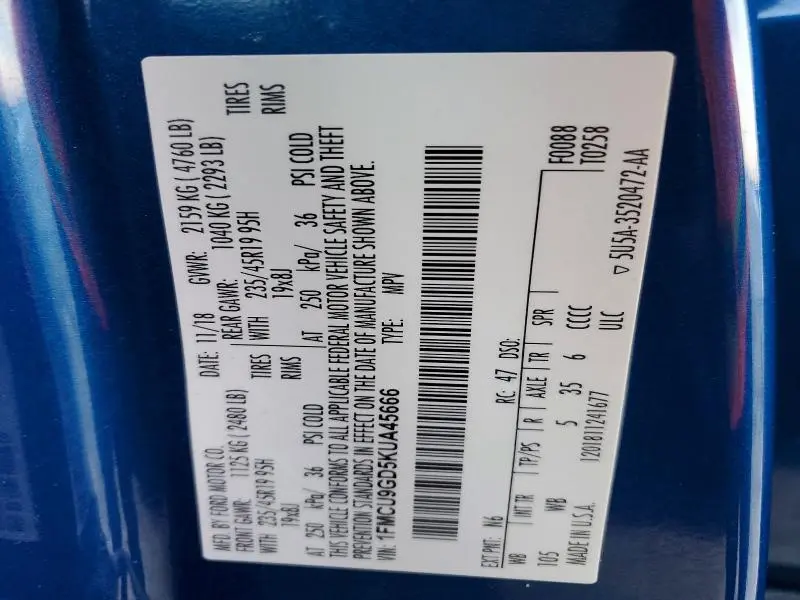 MFD. BY FORD MOTOR CO.
DATE: 11/18 GVWR: 2159 KG ( 4760 LB)
FRONT GAWR: 1125 KG ( 2480 LB)
REAR GAWR: 1040 KG ( 2293 LB)
WITH 235/45R19 95H TIRES
WITH 235/45R19 95H TIRES
19x8J RIMS
19x8J RIMS
AT 250 kPa/ 36 PSI COLD
AT 250 kPa/ 36 PSI COLD
THIS VEHICLE CONFORMS TO ALL APPLICABLE FEDERAL MOTOR VEHICLE SAFETY AND THEFT
PREVENTION STANDARDS IN EFFECT ON THE DATE OF MANUFACTURE SHOWN ABOVE.
VIN: 1FMCU9GD5KUA45666 TYPE: MPV
EXT PNT: N6 RC: 47 DSO: F0088
T0258
WB INT TR TP/PS R AXLE TR SPR
105 WB 5 35 6 CCCC
MADE IN U.S.A. 12018111241677 ULC
▽ 5U5A-3520472-AA